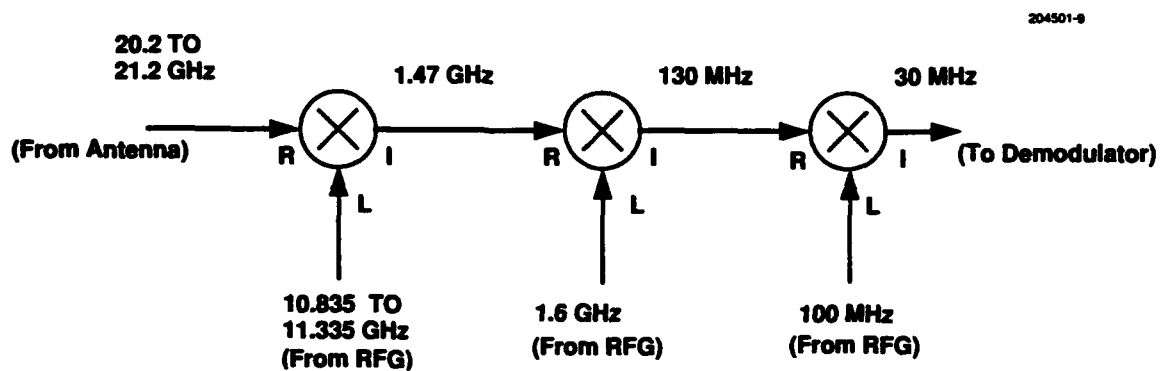 204501-9
20.2 TO
21.2 GHz
1.47 GHz
130 MHz
30 MHz
(From Antenna)
R
I
R
I
R
I
(To Demodulator)
L
L
L
10.835 TO
11.335 GHz
(From RFG)
1.6 GHz
(From RFG)
100 MHz
(From RFG)